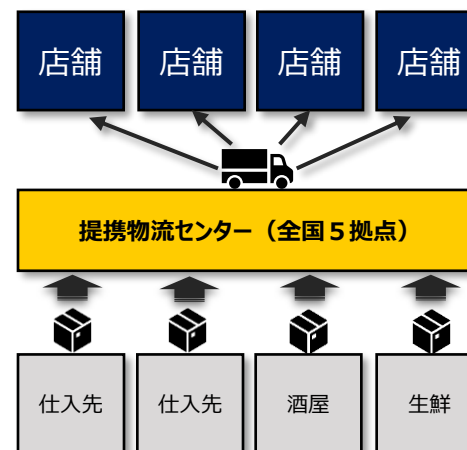 店舗 店舗 店舗 店舗
提携物流センター（全国５拠点）
仕入先 仕入先 酒屋 生鮮